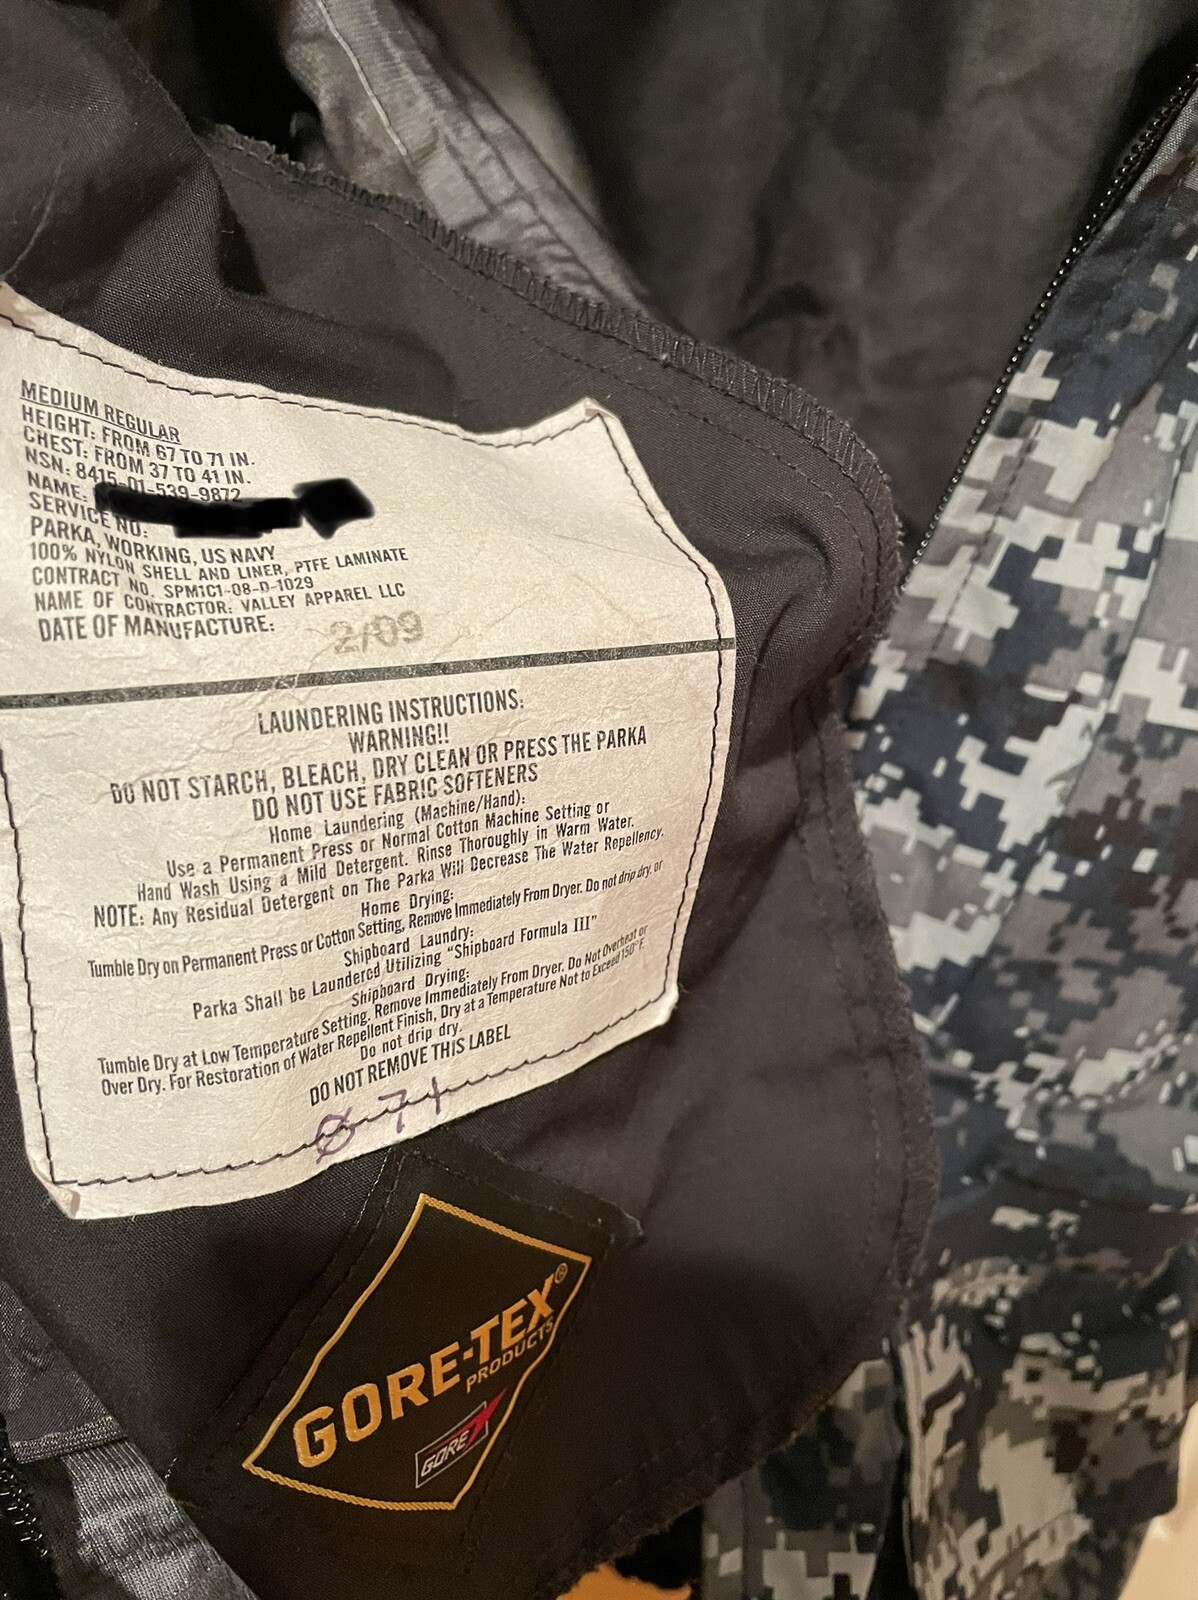 MEDIUM REGULAR
HEIGHT: FROM 67 TO 71 IN.
CHEST: FROM 37 TO 41 IN.
NSN: 8415-01-539-9872
NAME:
SERVICE NO:
PARKA, WORKING, US NAVY
100% NYLON SHELL AND LINER, PTFE LAMINATE
CONTRACT NO. SPM1C1-08-D-1029
NAME OF CONTRACTOR: VALLEY APPAREL LLC
DATE OF MANUFACTURE: 2/09
LAUNDERING INSTRUCTIONS:
WARNING!!
DO NOT STARCH, BLEACH, DRY CLEAN OR PRESS THE PARKA
DO NOT USE FABRIC SOFTENERS
Home Laundering (Machine/Hand):
Use a Permanent Press or Normal Cotton Machine Setting or
Hand Wash Using a Mild Detergent. Rinse Thoroughly in Warm Water.
NOTE: Any Residual Detergent on The Parka Will Decrease The Water Repellency.
Home Drying:
Tumble Dry on Permanent Press or Cotton Setting, Remove Immediately From Dryer. Do not drip dry. or
Shipboard Laundry:
Parka Shall be Laundered Utilizing "Shipboard Formula III"
Shipboard Drying:
Tumble Dry at Low Temperature Setting. Remove Immediately From Dryer. Do Not Overheat or
Over Dry. For Restoration of Water Repellent Finish, Dry at a Temperature Not to Exceed 150°F.
Do not drip dry.
DO NOT REMOVE THIS LABEL
Ø 71
GORE-TEX®
PRODUCTS
GORE